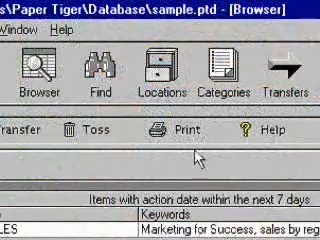 s\Paper Tiger\Database\sample.ptd - [Browser]
Window Help
Browser Find Locations Categories Transfers
Transfer Toss Print ? Help
Items with action date within the next 7 days
Keywords
LES Marketing for Success, sales by reg